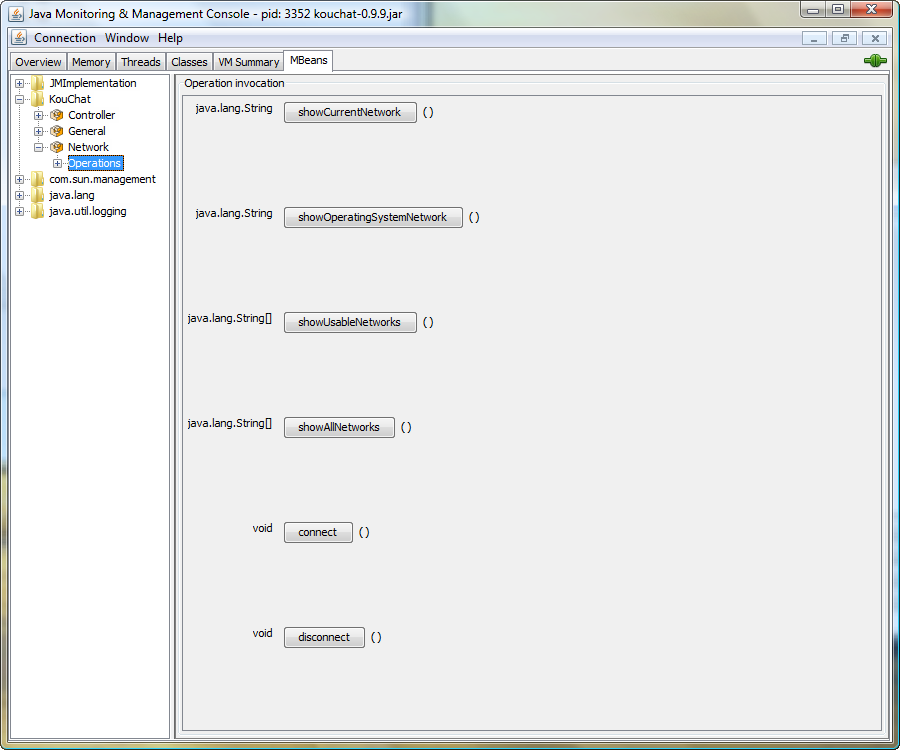 Java Monitoring & Management Console - pid: 3352 kouchat-0.9.9.jar
Connection Window Help
Overview Memory Threads Classes VM Summary MBeans
JMImplementation
KouChat
Controller
General
Network
Operations
com.sun.management
java.lang
java.util.logging
Operation invocation
java.lang.String showCurrentNetwork ()
java.lang.String showOperatingSystemNetwork ()
java.lang.String[] showUsableNetworks ()
java.lang.String[] showAllNetworks ()
void connect ()
void disconnect ()